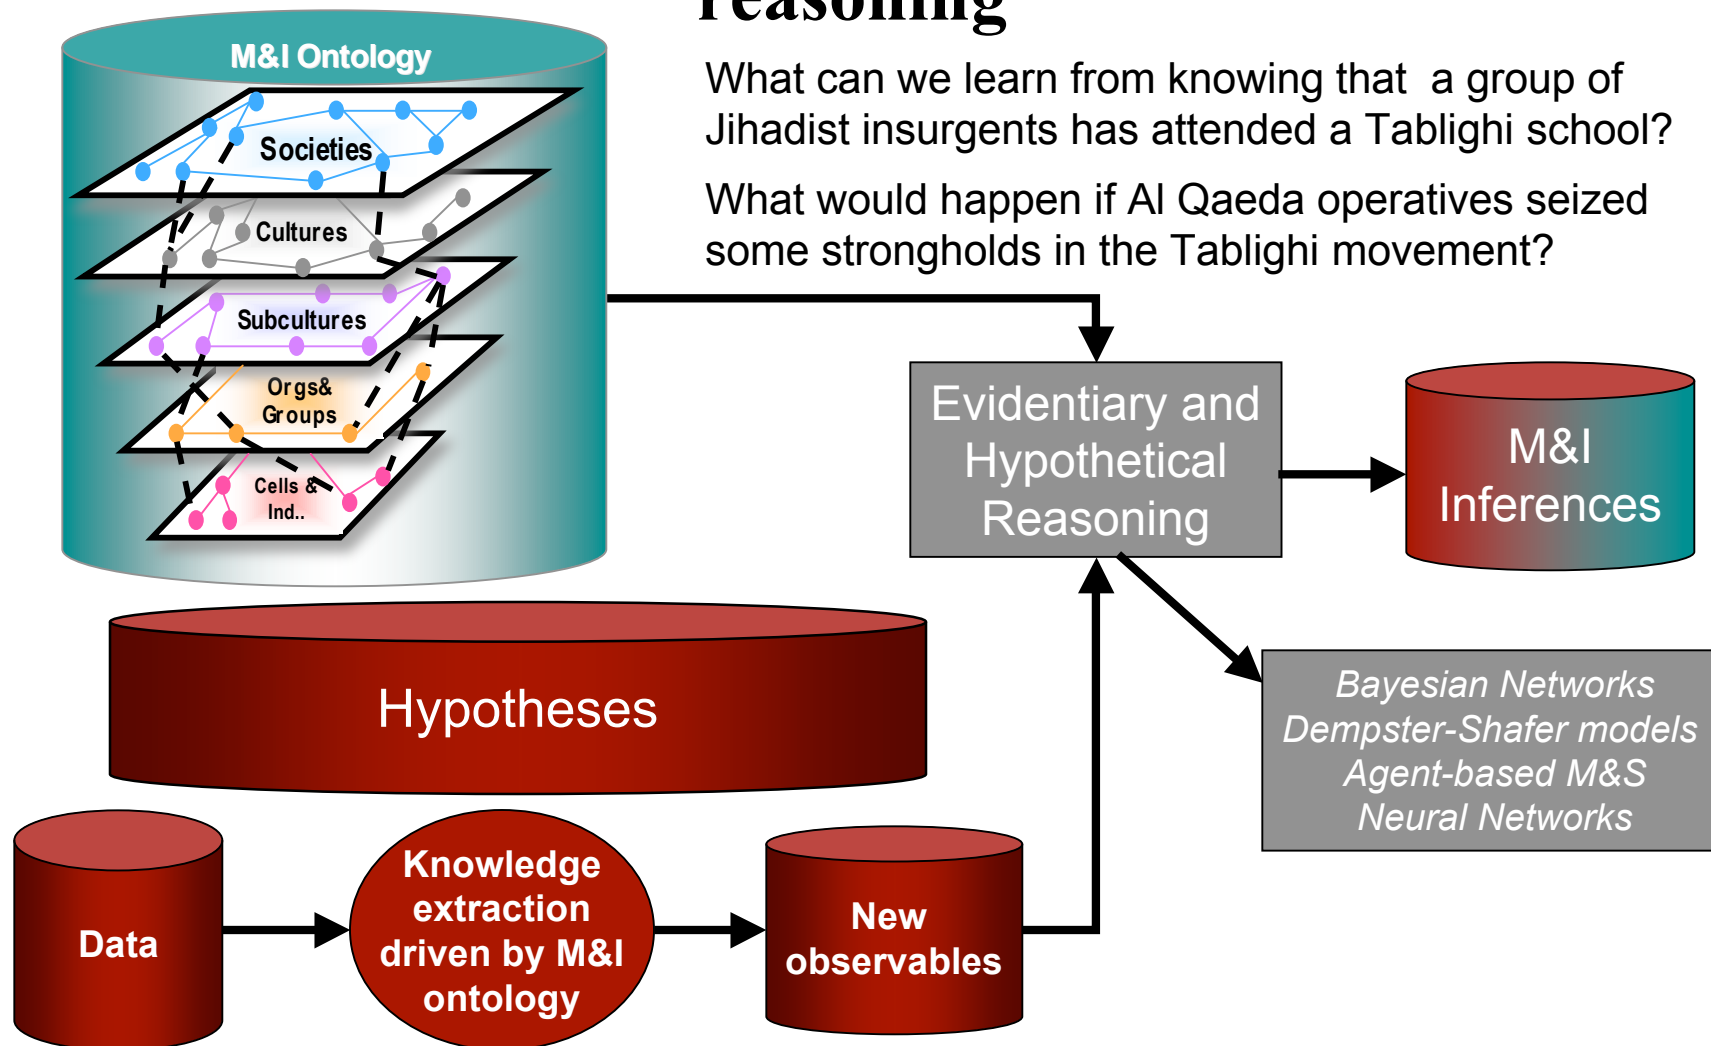 reasoning
What can we learn from knowing that a group of
Jihadist insurgents has attended a Tablighi school?
What would happen if Al Qaeda operatives seized
some strongholds in the Tablighi movement?
M&I Ontology
Societies
Cultures
Subcultures
Orgs&
Groups
Cells &
Ind..
Evidentiary and
Hypothetical
Reasoning
M&I
Inferences
Bayesian Networks
Dempster-Shafer models
Agent-based M&S
Neural Networks
Hypotheses
Data
Knowledge
extraction
driven by M&I
ontology
New
observables